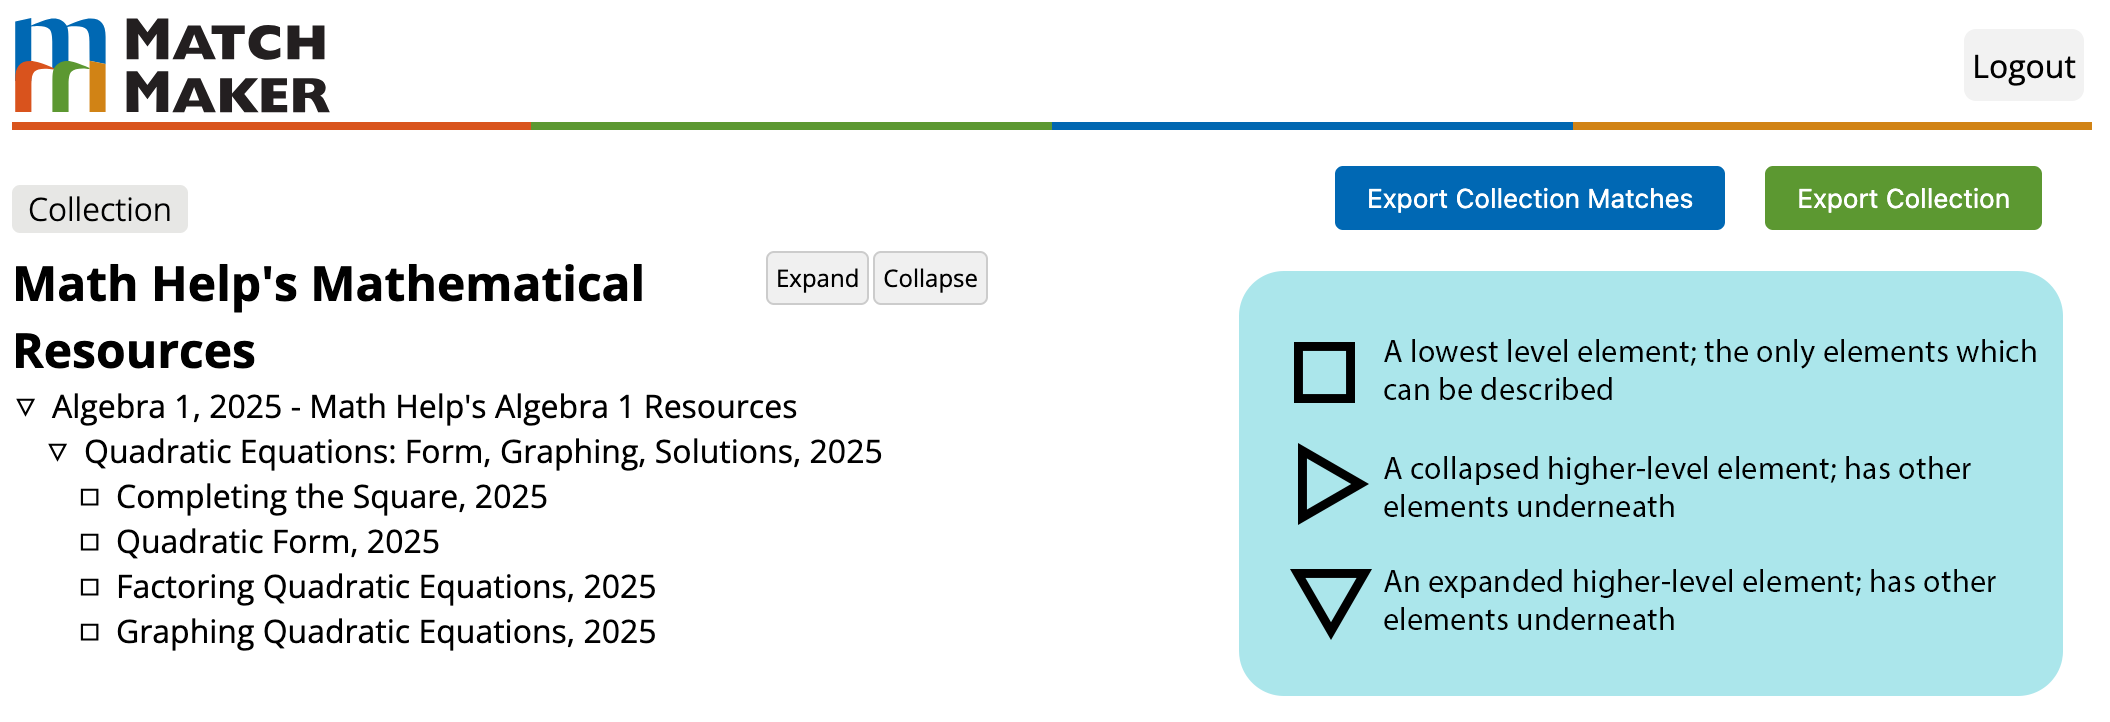 MATCH
MAKER
Logout
Collection
Export Collection Matches
Export Collection
Math Help's Mathematical
Resources
Expand
Collapse
Algebra 1, 2025 - Math Help's Algebra 1 Resources
Quadratic Equations: Form, Graphing, Solutions, 2025
Completing the Square, 2025
Quadratic Form, 2025
Factoring Quadratic Equations, 2025
Graphing Quadratic Equations, 2025
A lowest level element; the only elements which
can be described
A collapsed higher-level element; has other
elements underneath
An expanded higher-level element; has other
elements underneath